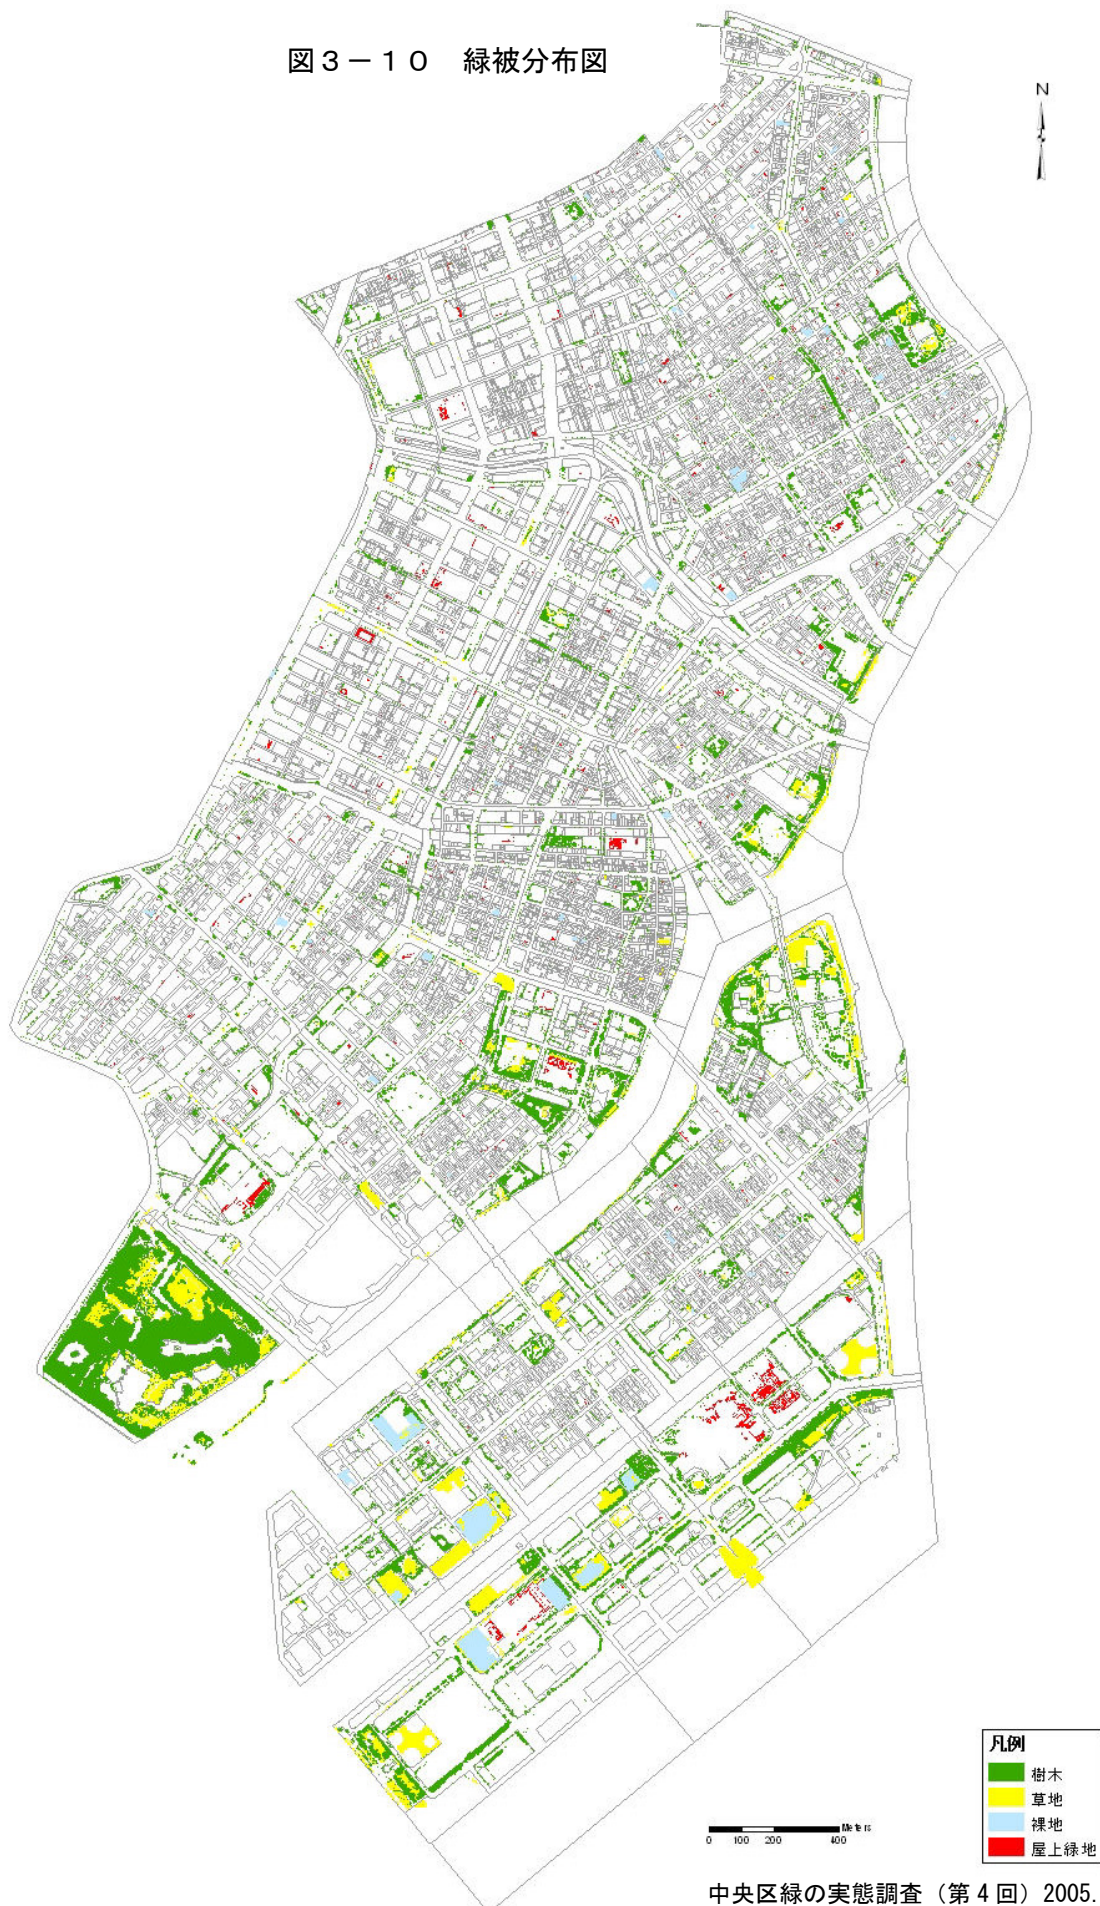 図3－10　緑被分布図
N
凡例
樹木
草地
裸地
屋上緑地
Meters
0 100 200 400
中央区緑の実態調査（第4回）2005.